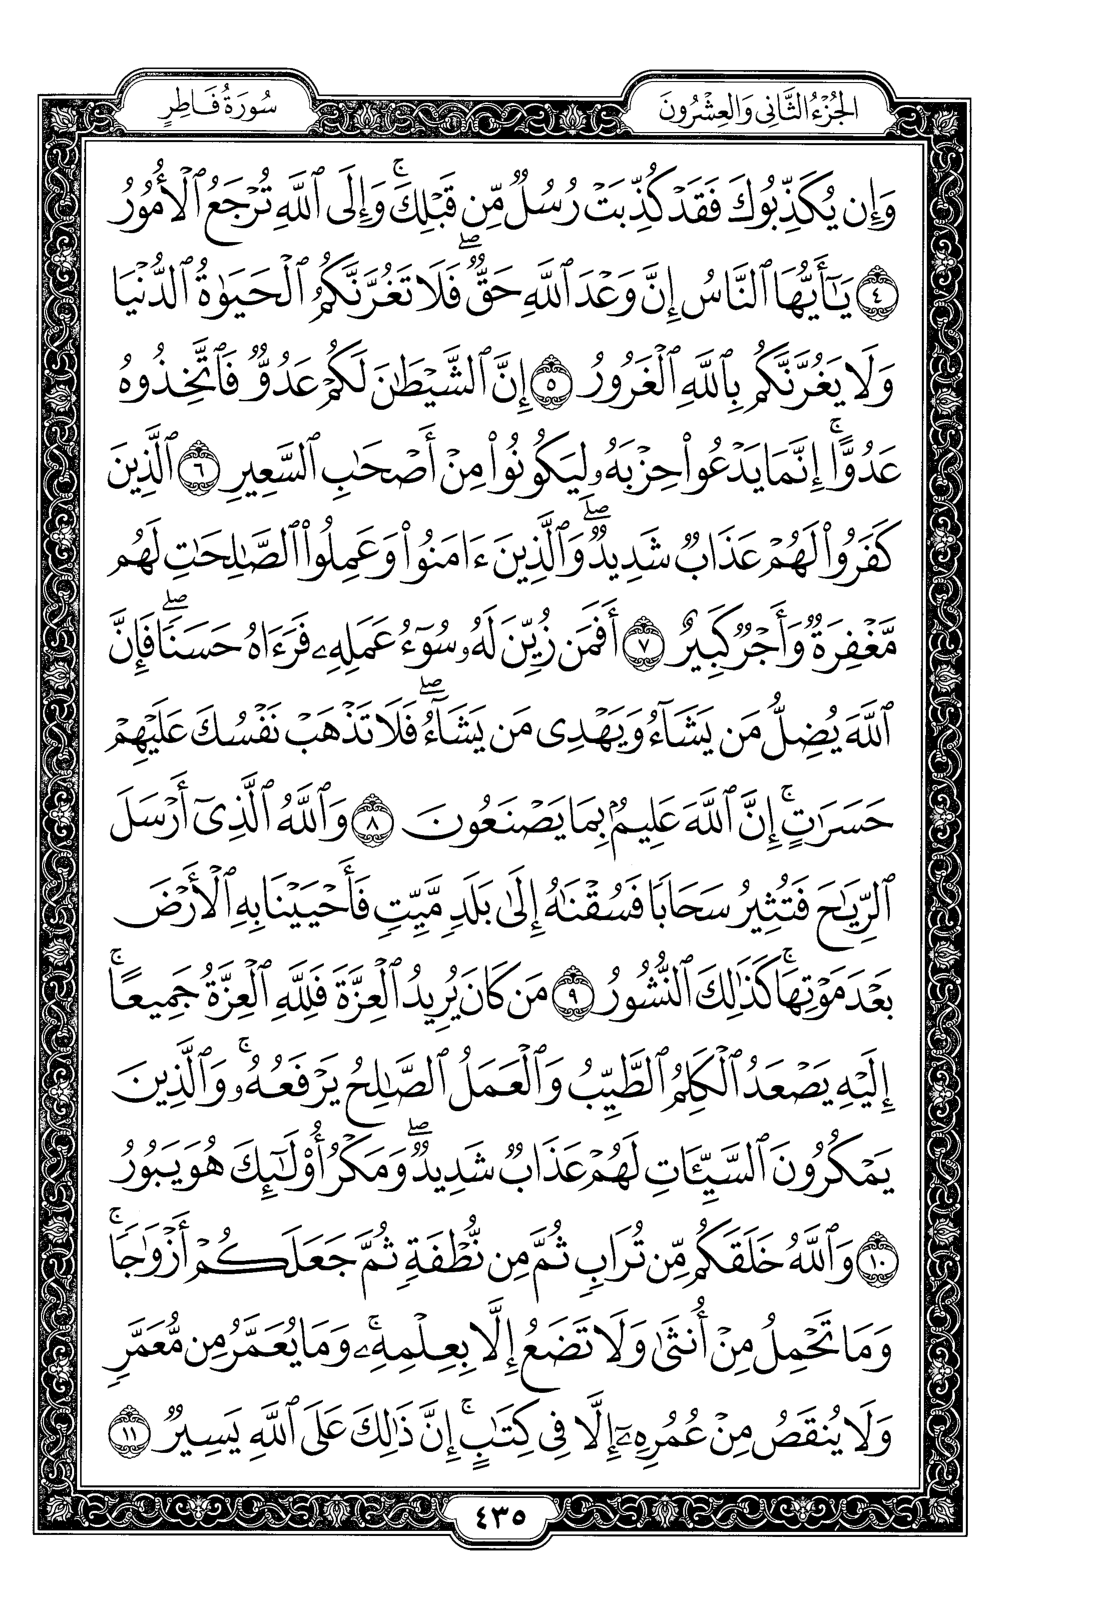 الجُزْءُ الثَّانِي وَالعِشْرُونَ
سُورَةُ فَاطِرٍ
وَإِن يُكَذِّبُوكَ فَقَدْ كُذِّبَتْ رُسُلٌ مِّن قَبْلِكَ ۚ وَإِلَى ٱللَّهِ تُرْجَعُ ٱلْأُمُورُ
٤ يَـٰٓأَيُّهَا ٱلنَّاسُ إِنَّ وَعْدَ ٱللَّهِ حَقٌّ ۖ فَلَا تَغُرَّنَّكُمُ ٱلْحَيَوٰةُ ٱلدُّنْيَا
وَلَا يَغُرَّنَّكُم بِٱللَّهِ ٱلْغَرُورُ ٥ إِنَّ ٱلشَّيْطَـٰنَ لَكُمْ عَدُوٌّ فَٱتَّخِذُوهُ
عَدُوًّا ۚ إِنَّمَا يَدْعُوا۟ حِزْبَهُۥ لِيَكُونُوا۟ مِنْ أَصْحَـٰبِ ٱلسَّعِيرِ ٦ ٱلَّذِينَ
كَفَرُوا۟ لَهُمْ عَذَابٌ شَدِيدٌ ۖ وَٱلَّذِينَ ءَامَنُوا۟ وَعَمِلُوا۟ ٱلصَّـٰلِحَـٰتِ لَهُم
مَّغْفِرَةٌ وَأَجْرٌ كَبِيرٌ ٧ أَفَمَن زُيِّنَ لَهُۥ سُوٓءُ عَمَلِهِۦ فَرَءَاهُ حَسَنًا ۖ فَإِنَّ
ٱللَّهَ يُضِلُّ مَن يَشَآءُ وَيَهْدِى مَن يَشَآءُ ۖ فَلَا تَذْهَبْ نَفْسُكَ عَلَيْهِمْ
حَسَرَٰتٍ ۚ إِنَّ ٱللَّهَ عَلِيمٌۢ بِمَا يَصْنَعُونَ ٨ وَٱللَّهُ ٱلَّذِىٓ أَرْسَلَ
ٱلرِّيَـٰحَ فَتُثِيرُ سَحَابًا فَسُقْنَـٰهُ إِلَىٰ بَلَدٍ مَّيِّتٍ فَأَحْيَيْنَا بِهِ ٱلْأَرْضَ
بَعْدَ مَوْتِهَا ۚ كَذَٰلِكَ ٱلنُّشُورُ ٩ مَن كَانَ يُرِيدُ ٱلْعِزَّةَ فَلِلَّهِ ٱلْعِزَّةُ جَمِيعًا ۚ
إِلَيْهِ يَصْعَدُ ٱلْكَلِمُ ٱلطَّيِّبُ وَٱلْعَمَلُ ٱلصَّـٰلِحُ يَرْفَعُهُۥ ۚ وَٱلَّذِينَ
يَمْكُرُونَ ٱلسَّيِّـَٔاتِ لَهُمْ عَذَابٌ شَدِيدٌ ۖ وَمَكْرُ أُو۟لَـٰٓئِكَ هُوَ يَبُورُ
١٠ وَٱللَّهُ خَلَقَكُم مِّن تُرَابٍ ثُمَّ مِن نُّطْفَةٍ ثُمَّ جَعَلَكُمْ أَزْوَٰجًا ۚ
وَمَا تَحْمِلُ مِنْ أُنثَىٰ وَلَا تَضَعُ إِلَّا بِعِلْمِهِۦ ۚ وَمَا يُعَمَّرُ مِن مُّعَمَّرٍ
وَلَا يُنقَصُ مِنْ عُمُرِهِۦٓ إِلَّا فِى كِتَـٰبٍ ۚ إِنَّ ذَٰلِكَ عَلَى ٱللَّهِ يَسِيرٌ ١١
٤٣٥